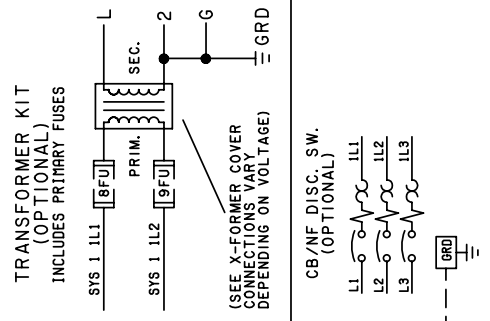 TRANSFORMER KIT
(OPTIONAL)
INCLUDES PRIMARY FUSES
SYS 1 1L1
8FU
L
PRIM.
SEC.
SYS 1 1L2
9FU
2
G
GRD
(SEE X-FORMER COVER
CONNECTIONS VARY
DEPENDING ON VOLTAGE)
CB/NF DISC. SW.
(OPTIONAL)
L1
1L1
L2
1L2
L3
1L3
GRD